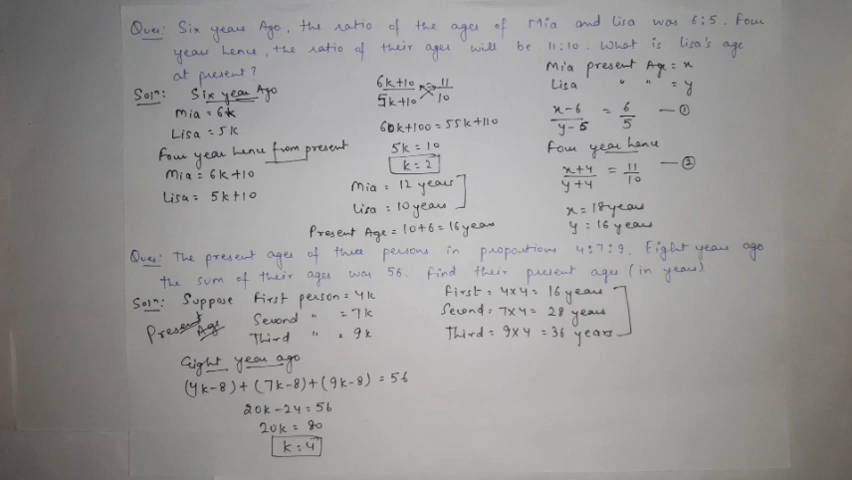 Ques: Six years Ago, the ratio of the ages of Mia and Lisa was 6:5. Four
years hence, the ratio of their ages will be 11:10. What is Lisa's age
at present?
Soln: Six year Ago
Mia = 6k
Lisa = 5k
Four year hence from present
Mia = 6k+10
Lisa = 5k+10
6k+10/5k+10 = 11/10
60k+100 = 55k+110
5k = 10
k = 2
Mia = 12 years
Lisa = 10 years
Present Age = 10+6 = 16 years
Mia present Age = x
Lisa " " = y
x-6/y-5 = 6/5 — ①
Four year hence
x+4/y+4 = 11/10 — ②
x = 18 years
y = 16 years
Ques: The present ages of three persons in proportions 4:7:9. Eight years ago
the sum of their ages was 56. Find their present ages (in years)
Soln: Suppose First person = 4k
Second " = 7k
Third " = 9k
Present Age
Eight year ago
(4k-8)+(7k-8)+(9k-8) = 56
20k-24 = 56
20k = 80
k = 4
First = 4x4 = 16 years
Second = 7x4 = 28 years
Third = 9x4 = 36 years